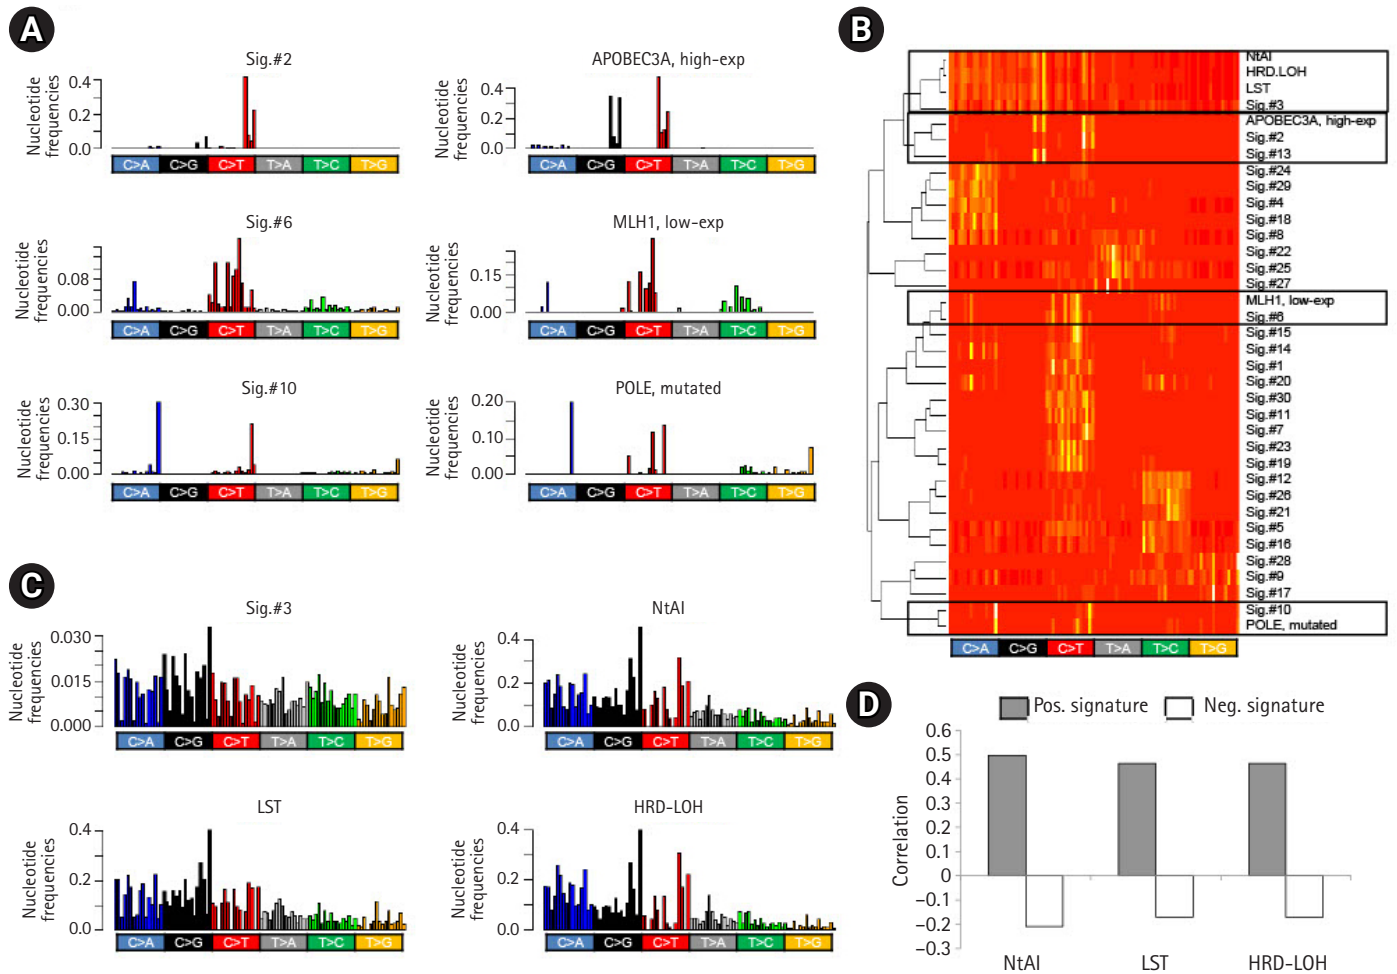 A
Sig.#2
Nucleotide frequencies
0.4
0.2
0.0
C>A C>G C>T T>A T>C T>G
APOBEC3A, high-exp
Nucleotide frequencies
0.4
0.2
0.0
C>A C>G C>T T>A T>C T>G
Sig.#6
Nucleotide frequencies
0.08
0.00
C>A C>G C>T T>A T>C T>G
MLH1, low-exp
Nucleotide frequencies
0.15
0.00
C>A C>G C>T T>A T>C T>G
Sig.#10
Nucleotide frequencies
0.30
0.15
0.00
C>A C>G C>T T>A T>C T>G
POLE, mutated
Nucleotide frequencies
0.20
0.10
0.00
C>A C>G C>T T>A T>C T>G
B
NtAI
HRD.LOH
LST
Sig.#3
APOBEC3A, high-exp
Sig.#2
Sig.#13
Sig.#24
Sig.#29
Sig.#4
Sig.#18
Sig.#8
Sig.#22
Sig.#25
Sig.#27
MLH1, low-exp
Sig.#6
Sig.#15
Sig.#14
Sig.#1
Sig.#20
Sig.#30
Sig.#11
Sig.#7
Sig.#23
Sig.#19
Sig.#12
Sig.#26
Sig.#21
Sig.#5
Sig.#16
Sig.#28
Sig.#9
Sig.#17
Sig.#10
POLE, mutated
C>A C>G C>T T>A T>C T>G
C
Sig.#3
Nucleotide frequencies
0.030
0.015
0.000
C>A C>G C>T T>A T>C T>G
NtAI
Nucleotide frequencies
0.4
0.2
0.0
C>A C>G C>T T>A T>C T>G
LST
Nucleotide frequencies
0.4
0.2
0.0
C>A C>G C>T T>A T>C T>G
HRD-LOH
Nucleotide frequencies
0.4
0.2
0.0
C>A C>G C>T T>A T>C T>G
D
Pos. signature Neg. signature
Correlation
0.6
0.5
0.4
0.3
0.2
0.1
0
−0.1
−0.2
−0.3
NtAI LST HRD-LOH